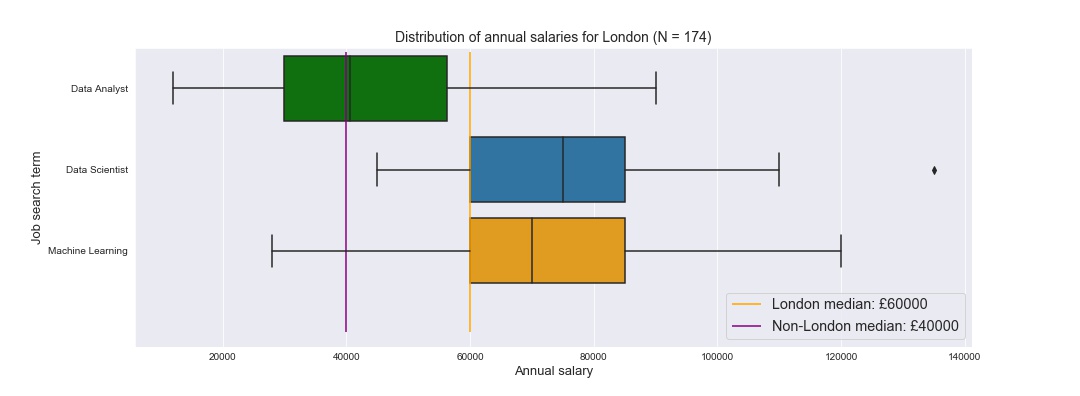 Distribution of annual salaries for London (N = 174)
Job search term
Data Analyst
Data Scientist
Machine Learning
London median: £60000
Non-London median: £40000
20000 40000 60000 80000 100000 120000 140000
Annual salary